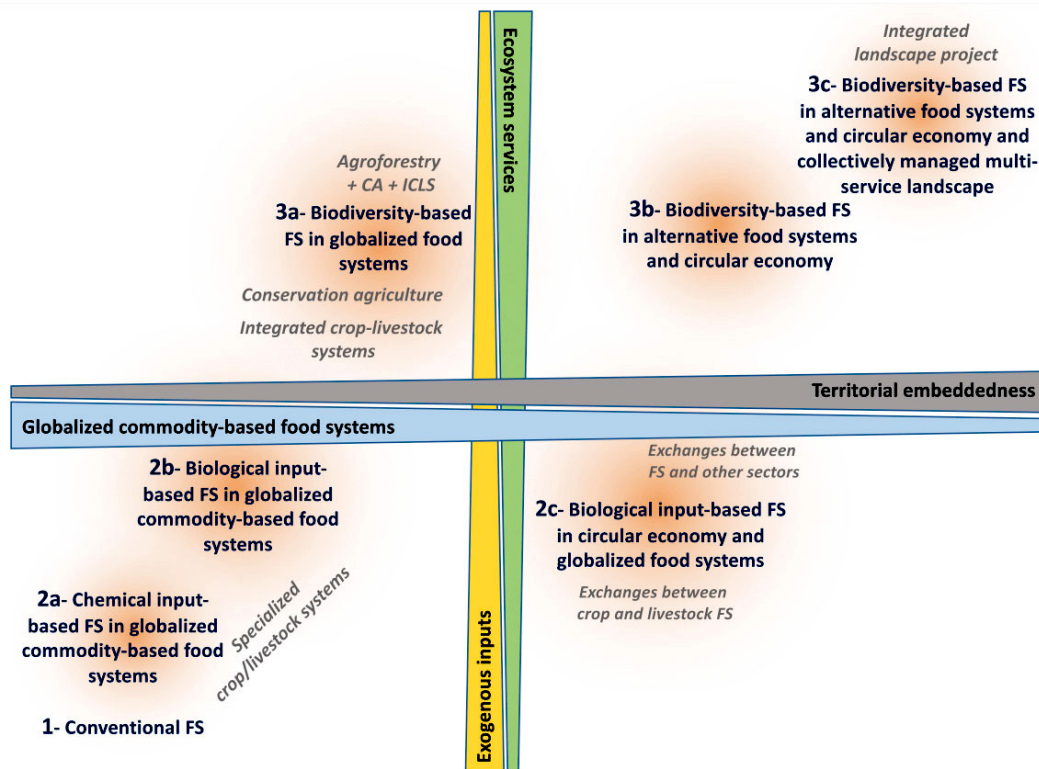 Ecosystem services
Integrated
landscape project
3c- Biodiversity-based FS
in alternative food systems
and circular economy and
collectively managed multi-
service landscape
Agroforestry
+ CA + ICLS
3a- Biodiversity-based
FS in globalized food
systems
Conservation agriculture
Integrated crop-livestock
systems
3b- Biodiversity-based FS
in alternative food systems
and circular economy
Territorial embeddedness
Globalized commodity-based food systems
2b- Biological input-
based FS in globalized
commodity-based food
systems
Exchanges between
FS and other sectors
2c- Biological input-based FS
in circular economy and
globalized food systems
Exchanges between
crop and livestock FS
2a- Chemical input-
based FS in globalized
commodity-based food
systems
Specialized
crop/livestock systems
Exogenous inputs
1- Conventional FS